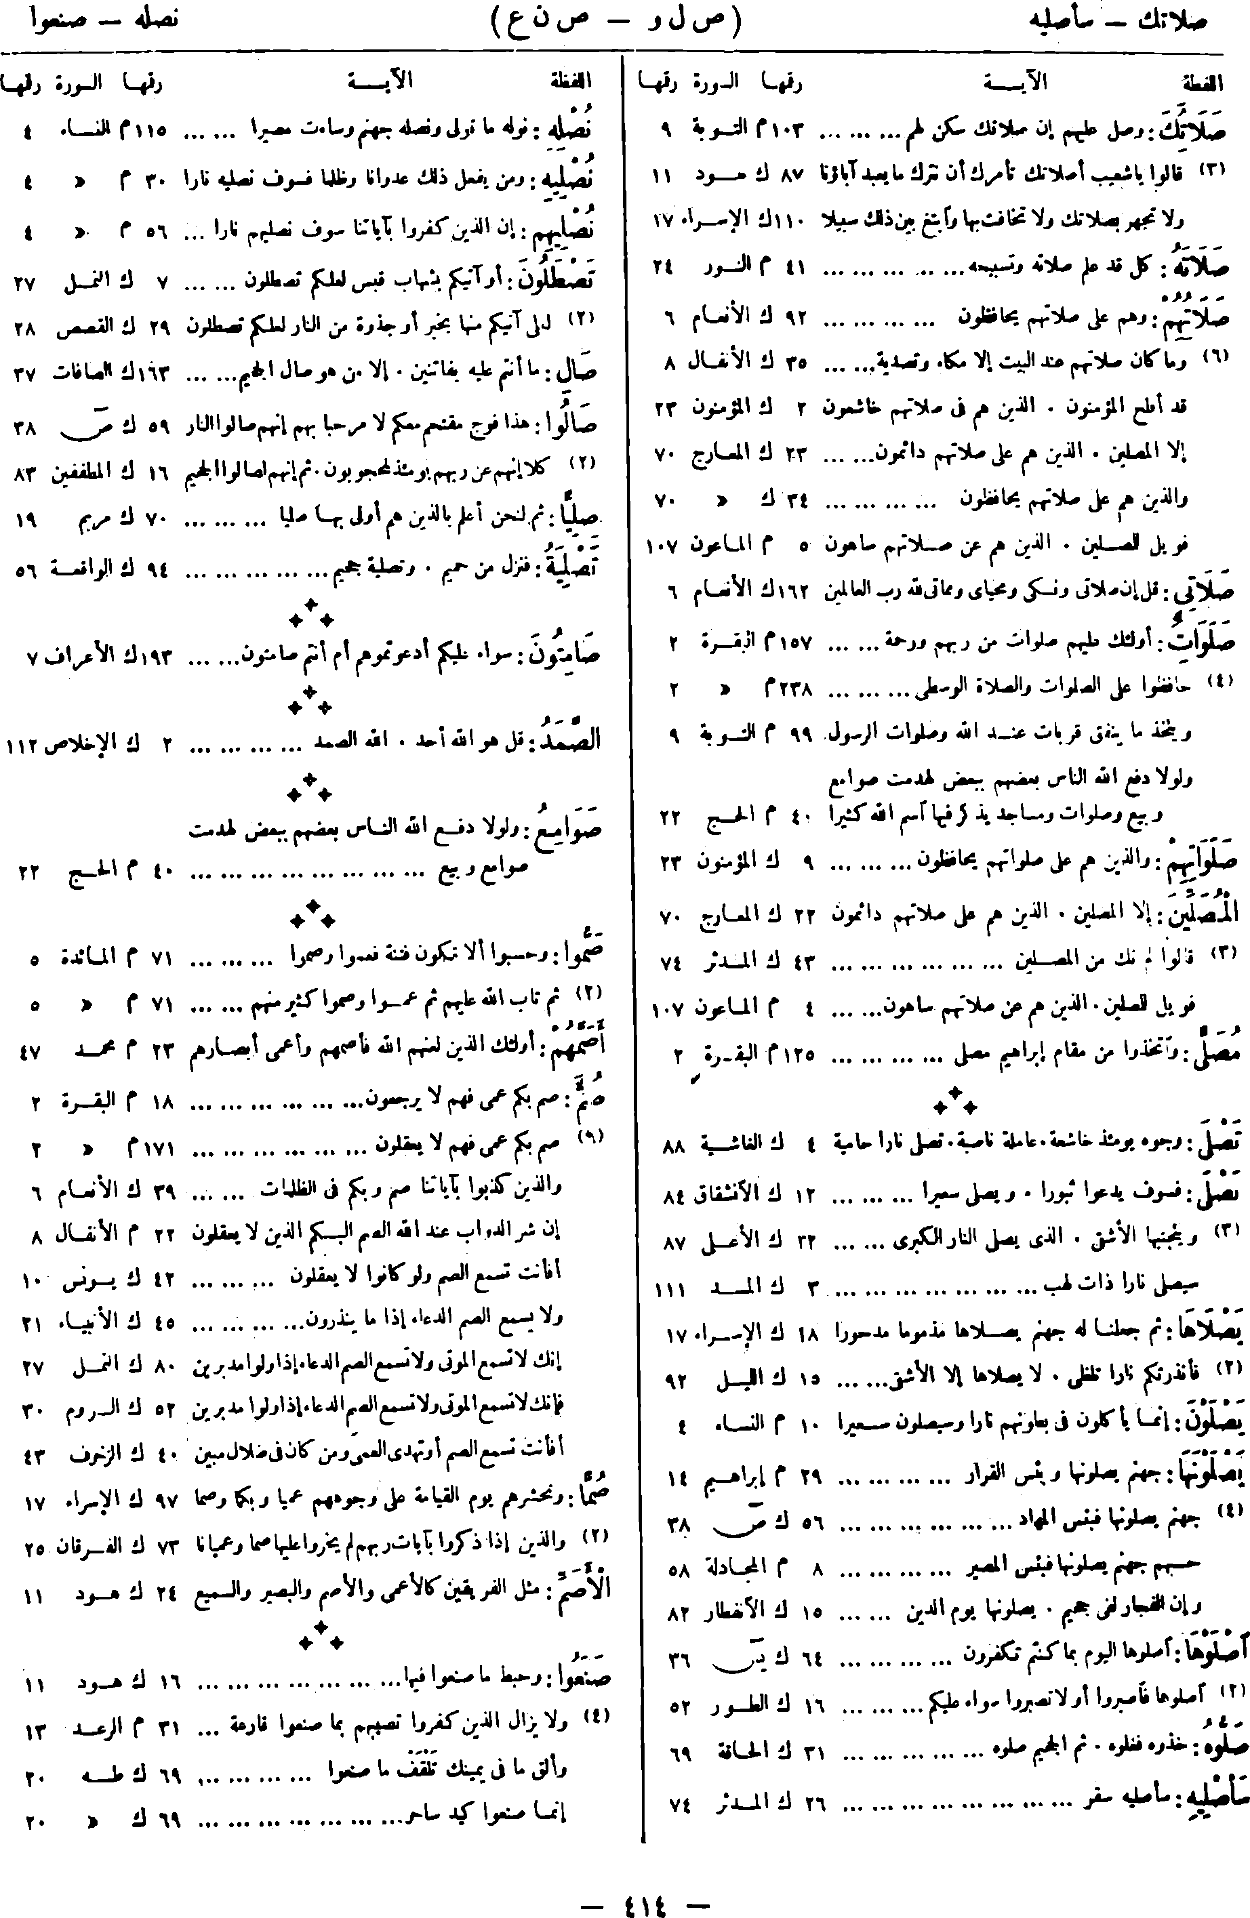 صلاتك — سأصليه (ص ل و — ص ن ع) نصله — صنعوا
اللفظة الآيــة رقمها السورة رقمها
صَلَاتَكَ : وصل عليهم إن صلاتك سكن لهم ... ... ... ١٠٣ م التوبة ٩
(٣) قالوا ياشعيب أصلاتك تأمرك أن نترك ما يعبد آباؤنا ٨٧ ك هود ١١
ولا تجهر بصلاتك ولا تخافت بها وآبتغ بين ذلك سبيلا ١١٠ ك الإسراء ١٧
صَلَاتَهُ : كل قد علم صلاته وتسبيحه ... ... ... ... ... ٤١ م النور ٢٤
صَلَاتُهُمْ : وهم على صلاتهم يحافظون ... ... ... ... ٩٢ ك الأنعام ٦
(٦) وما كان صلاتهم عند البيت إلا مكاء وتصدية ... ... ٣٥ ك الأنفال ٨
قد أفلح المؤمنون . الذين هم فى صلاتهم خاشعون ٢ ك المؤمنون ٢٣
إلا المصلين . الذين هم على صلاتهم دائمون ... ... ٢٣ ك المعارج ٧٠
والذين هم على صلاتهم يحافظون ... ... ... ... ٣٤ ك » ٧٠
فويل للمصلين . الذين هم عن صلاتهم ساهون ٥ م الماعون ١٠٧
صَلَاتِي : قل إن صلاتى ونسكى ومحياى ومماتى لله رب العالمين ١٦٢ ك الأنعام ٦
صَلَوَاتٌ : أولئك عليهم صلوات من ربهم ورحمة ... ... ١٥٧ م البقرة ٢
(٤) حافظوا على الصلوات والصلاة الوسطى ... ... ... ٢٣٨ م » ٢
ويتخذ ما ينفق قربات عند الله وصلوات الرسول ٩٩ م التوبة ٩
ولولا دفع الله الناس بعضهم ببعض لهدمت صوامع
وبيع وصلوات ومساجد يذكر فيها آسم الله كثيرا ٤٠ م الحج ٢٢
صَلَوَاتِهِمْ : والذين هم على صلواتهم يحافظون ... ... ... ٩ ك المؤمنون ٢٣
الْمُصَلِّينَ : إلا المصلين . الذين هم على صلاتهم دائمون ٢٢ ك المعارج ٧٠
(٣) قالوا لم نك من المصلين ... ... ... ... ... ... ٤٣ ك المدثر ٧٤
فويل للمصلين . الذين هم عن صلاتهم ساهون ... ... ٤ م الماعون ١٠٧
مُصَلًّى : وآتخذوا من مقام إبراهيم مصلى ... ... ... ... ١٢٥ م البقرة ٢
تَصْلَى : وجوه يومئذ خاشعة . عاملة ناصبة . تصلى نارا حامية ٤ ك الغاشية ٨٨
يَصْلَى : فسوف يدعوا ثبورا . ويصلى سعيرا ... ... ... ١٢ ك الآنشقاق ٨٤
(٣) ويتجنبها الأشقى . الذى يصلى النار الكبرى ... ... ١٢ ك الأعلى ٨٧
سيصلى نارا ذات لهب ... ... ... ... ... ... ... ٣ ك المسد ١١١
يَصْلَاهَا : ثم جعلنا له جهنم يصلاها مذموما مدحورا ١٨ ك الإسراء ١٧
(٢) فأنذرتكم نارا تلظى . لا يصلاها إلا الأشقى ... ... ١٥ ك الليل ٩٢
يَصْلَوْنَ : إنما يأكلون فى بطونهم نارا وسيصلون سعيرا ١٠ م النساء ٤
يَصْلَوْنَهَا : جهنم يصلونها وبئس القرار ... ... ... ... ٢٩ م إبراهيم ١٤
(٤) جهنم يصلونها فبئس المهاد ... ... ... ... ... ... ٥٦ ك صٓ ٣٨
حسبهم جهنم يصلونها فبئس المصير ... ... ... ... ٨ م المجادلة ٥٨
وإن الفجار لفى جحيم . يصلونها يوم الدين ... ... ١٥ ك الآنفطار ٨٢
آصْلَوْهَا : آصلوها اليوم بما كنتم تكفرون ... ... ... ... ٦٤ ك يٓس ٣٦
(٢) آصلوها فآصبروا أو لا تصبروا سواء عليكم ... ... ... ١٦ ك الطور ٥٢
صَلُّوهُ : خذوه فغلوه . ثم الجحيم صلوه ... ... ... ... ... ٣١ ك الحاقة ٦٩
سَأُصْلِيهِ : سأصليه سقر ... ... ... ... ... ... ... ... ٢٦ ك المدثر ٧٤
اللفظة الآيــة رقمها السورة رقمها
نُصْلِهِ : نوله ما تولى ونصله جهنم وساءت مصيرا ... ... ١١٥ م النساء ٤
نُصْلِيهِ : ومن يفعل ذلك عدوانا وظلما فسوف نصليه نارا ٣٠ م » ٤
نُصْلِيهِم : إن الذين كفروا بآياتنا سوف نصليهم نارا ... ٥٦ م » ٤
تَصْطَلُونَ : أو آتيكم بشهاب قبس لعلكم تصطلون ... ... ٧ ك النمل ٢٧
(٢) لعلى آتيكم منها بخبر أو جذوة من النار لعلكم تصطلون ٢٩ ك القصص ٢٨
صَالِ : ما أنتم عليه بفاتنين . إلا من هو صال الجحيم ... ... ١٦٣ ك الصافات ٣٧
صَالُوا : هذا فوج مقتحم معكم لا مرحبا بهم إنهم صالوا النار ٥٩ ك صٓ ٣٨
(٢) كلا إنهم عن ربهم يومئذ لمحجوبون . ثم إنهم لصالوا الجحيم ١٦ ك المطففين ٨٣
صِلِيًّا : ثم لنحن أعلم بالذين هم أولى بها صليا ... ... ... ٧٠ ك مريم ١٩
تَصْلِيَةُ : فنزل من حميم . وتصلية جحيم ... ... ... ... ... ٩٤ ك الواقعة ٥٦
صَامِتُونَ : سواء عليكم أدعوتموهم أم أنتم صامتون ... ... ١٩٣ ك الأعراف ٧
الصَّمَدُ : قل هو الله أحد . الله الصمد ... ... ... ... ٢ ك الإخلاص ١١٢
صَوَامِعُ : ولولا دفع الله الناس بعضهم ببعض لهدمت
صوامع وبيع ... ... ... ... ... ... ... ... ٤٠ م الحج ٢٢
صَمُّوا : وحسبوا ألا تكون فتنة فعموا وصموا ... ... ... ٧١ م المائدة ٥
(٢) ثم تاب الله عليهم ثم عموا وصموا كثير منهم ... ... ٧١ م » ٥
أَصَمَّهُمْ : أولئك الذين لعنهم الله فأصمهم وأعمى أبصارهم ٢٣ م محمد ٤٧
صُمٌّ : صم بكم عمى فهم لا يرجعون ... ... ... ... ... ... ١٨ م البقرة ٢
(٩) صم بكم عمى فهم لا يعقلون ... ... ... ... ... ... ١٧١ م » ٢
والذين كذبوا بآياتنا صم وبكم فى الظلمات ... ... ٣٩ ك الأنعام ٦
إن شر الدواب عند الله الصم البكم الذين لا يعقلون ٢٢ م الأنفال ٨
أفأنت تسمع الصم ولو كانوا لا يعقلون ... ... ... ٤٢ ك يونس ١٠
ولا يسمع الصم الدعاء إذا ما ينذرون ... ... ... ... ٤٥ ك الأنبياء ٢١
إنك لا تسمع الموتى ولا تسمع الصم الدعاء إذا ولوا مدبرين ٨٠ ك النمل ٢٧
فإنك لا تسمع الموتى ولا تسمع الصم الدعاء إذا ولوا مدبرين ٥٢ ك الروم ٣٠
أفأنت تسمع الصم أو تهدى العمى ومن كان فى ضلال مبين ٤٠ ك الزخرف ٤٣
صُمًّا : ونحشرهم يوم القيامة على وجوههم عميا وبكما وصما ٩٧ ك الإسراء ١٧
(٢) والذين إذا ذكروا بآيات ربهم لم يخروا عليها صما وعميانا ٧٣ ك الفرقان ٢٥
الْأَصَمِّ : مثل الفريقين كالأعمى والأصم والبصير والسميع ٢٤ ك هود ١١
صَنَعُوا : وحبط ما صنعوا فيها ... ... ... ... ... ... ... ١٦ ك هود ١١
(٤) ولا يزال الذين كفروا تصيبهم بما صنعوا قارعة ... ٣١ م الرعد ١٣
وألق ما فى يمينك تَلْقَفْ ما صنعوا ... ... ... ... ٦٩ ك طه ٢٠
إنما صنعوا كيد ساحر ... ... ... ... ... ... ... ٦٩ ك » ٢٠
— ٤١٤ —